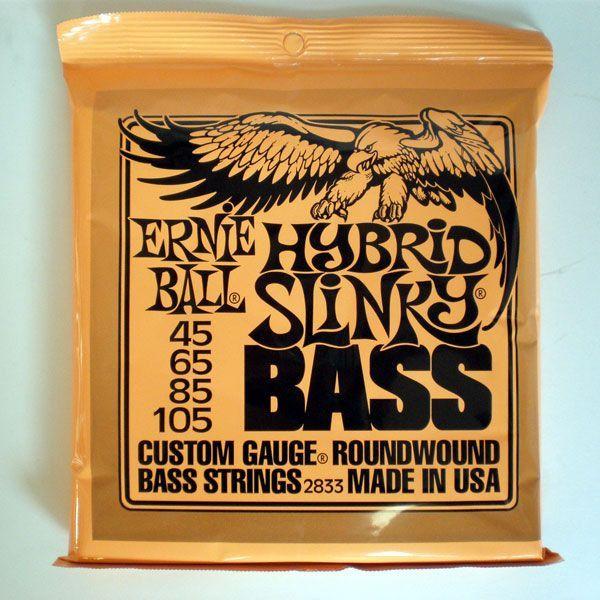 ERNIE
BALL®
HYBRID
SLINKY®
BASS
45
65
85
105
CUSTOM GAUGE® ROUNDWOUND
BASS STRINGS 2833 MADE IN USA